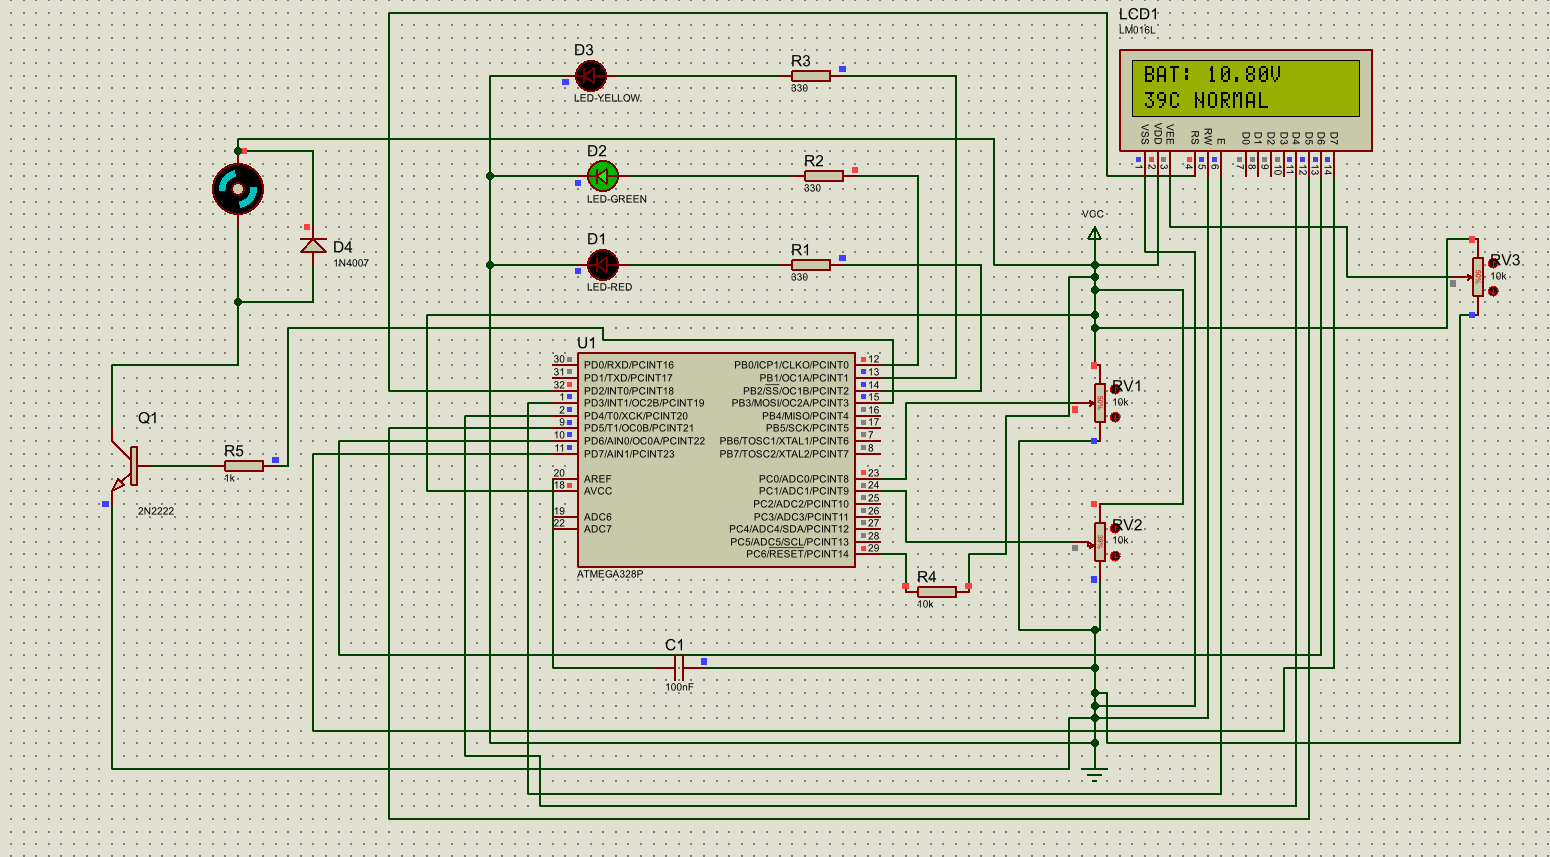 LCD1
LM016L
BAT: 10.80V
39C NORMAL
VSS
VDD
VEE
RS
RW
E
D0
D1
D2
D3
D4
D5
D6
D7
1
2
3
4
5
6
7
8
9
10
11
12
13
14
D3
LED-YELLOW
R3
330
D2
LED-GREEN
R2
330
D1
LED-RED
R1
330
D4
1N4007
VCC
RV3
10k
50%
U1
30 PD0/RXD/PCINT16
31 PD1/TXD/PCINT17
32 PD2/INT0/PCINT18
1 PD3/INT1/OC2B/PCINT19
2 PD4/T0/XCK/PCINT20
9 PD5/T1/OC0B/PCINT21
10 PD6/AIN0/OC0A/PCINT22
11 PD7/AIN1/PCINT23
20 AREF
18 AVCC
19 ADC6
22 ADC7
PB0/ICP1/CLKO/PCINT0 12
PB1/OC1A/PCINT1 13
PB2/SS/OC1B/PCINT2 14
PB3/MOSI/OC2A/PCINT3 15
PB4/MISO/PCINT4 16
PB5/SCK/PCINT5 17
PB6/TOSC1/XTAL1/PCINT6 7
PB7/TOSC2/XTAL2/PCINT7 8
PC0/ADC0/PCINT8 23
PC1/ADC1/PCINT9 24
PC2/ADC2/PCINT10 25
PC3/ADC3/PCINT11 26
PC4/ADC4/SDA/PCINT12 27
PC5/ADC5/SCL/PCINT13 28
PC6/RESET/PCINT14 29
ATMEGA328P
RV1
10k
50%
Q1
2N2222
R5
1k
RV2
10k
39%
R4
10k
C1
100nF